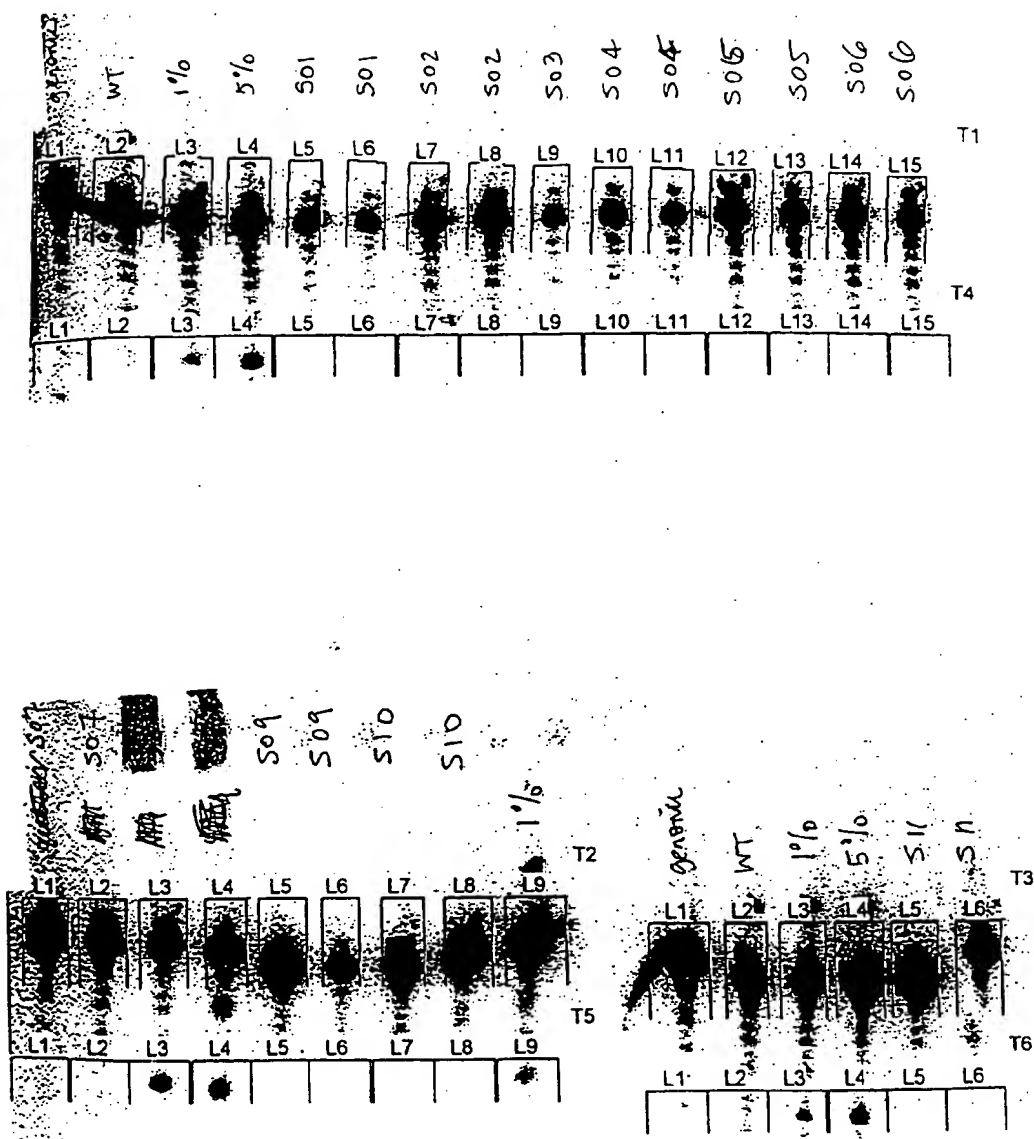 genomic WT 1% 5% S01 S01 S02 S02 S03 S04 S04 S05 S05 S06 S06
T1
L1 L2 L3 L4 L5 L6 L7 L8 L9 L10 L11 L12 L13 L14 L15
T4
L1 L2 L3 L4 L5 L6 L7 L8 L9 L10 L11 L12 L13 L14 L15
S07 S07 S09 S09 S10 S10 1%
T2
L1 L2 L3 L4 L5 L6 L7 L8 L9
T5
L1 L2 L3 L4 L5 L6 L7 L8 L9
genomic WT 1% 5% S11 S11
T3
L1 L2 L3 L4 L5 L6
T6
L1 L2 L3 L4 L5 L6